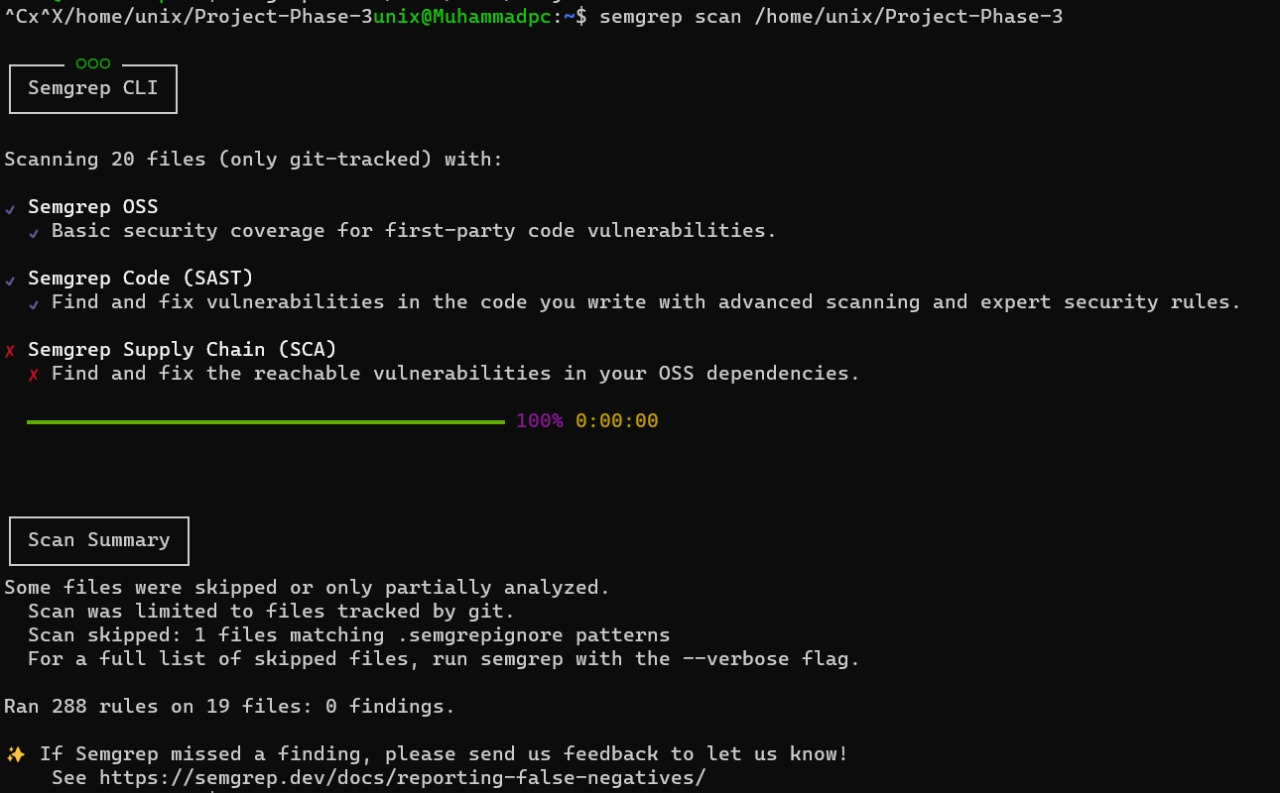 ^Cx^X/home/unix/Project-Phase-3unix@Muhammadpc:~$ semgrep scan /home/unix/Project-Phase-3
○○○
Semgrep CLI
Scanning 20 files (only git-tracked) with:
✔ Semgrep OSS
✔ Basic security coverage for first-party code vulnerabilities.
✔ Semgrep Code (SAST)
✔ Find and fix vulnerabilities in the code you write with advanced scanning and expert security rules.
✘ Semgrep Supply Chain (SCA)
✘ Find and fix the reachable vulnerabilities in your OSS dependencies.
100% 0:00:00
Scan Summary
Some files were skipped or only partially analyzed.
Scan was limited to files tracked by git.
Scan skipped: 1 files matching .semgrepignore patterns
For a full list of skipped files, run semgrep with the --verbose flag.
Ran 288 rules on 19 files: 0 findings.
✨ If Semgrep missed a finding, please send us feedback to let us know!
See https://semgrep.dev/docs/reporting-false-negatives/